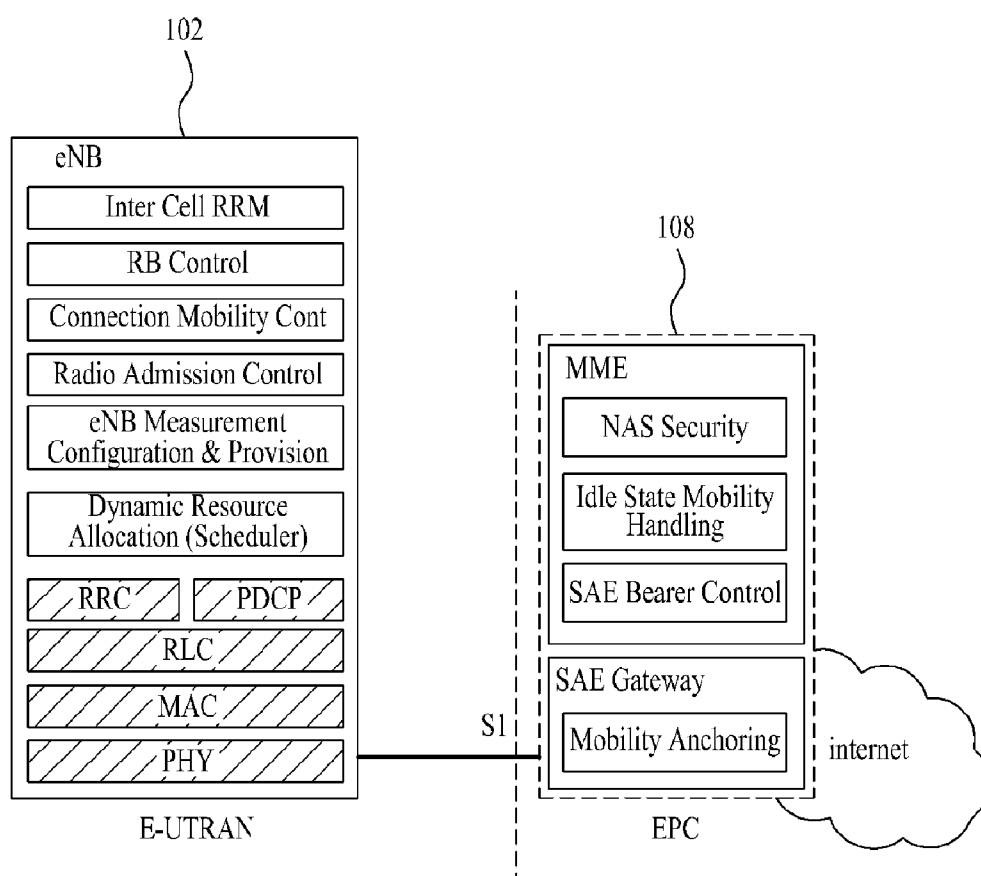 102
eNB
Inter Cell RRM
RB Control
Connection Mobility Cont
Radio Admission Control
eNB Measurement
Configuration & Provision
Dynamic Resource
Allocation (Scheduler)
RRC
PDCP
RLC
MAC
PHY
E-UTRAN
S1
108
MME
NAS Security
Idle State Mobility
Handling
SAE Bearer Control
SAE Gateway
Mobility Anchoring
EPC
internet